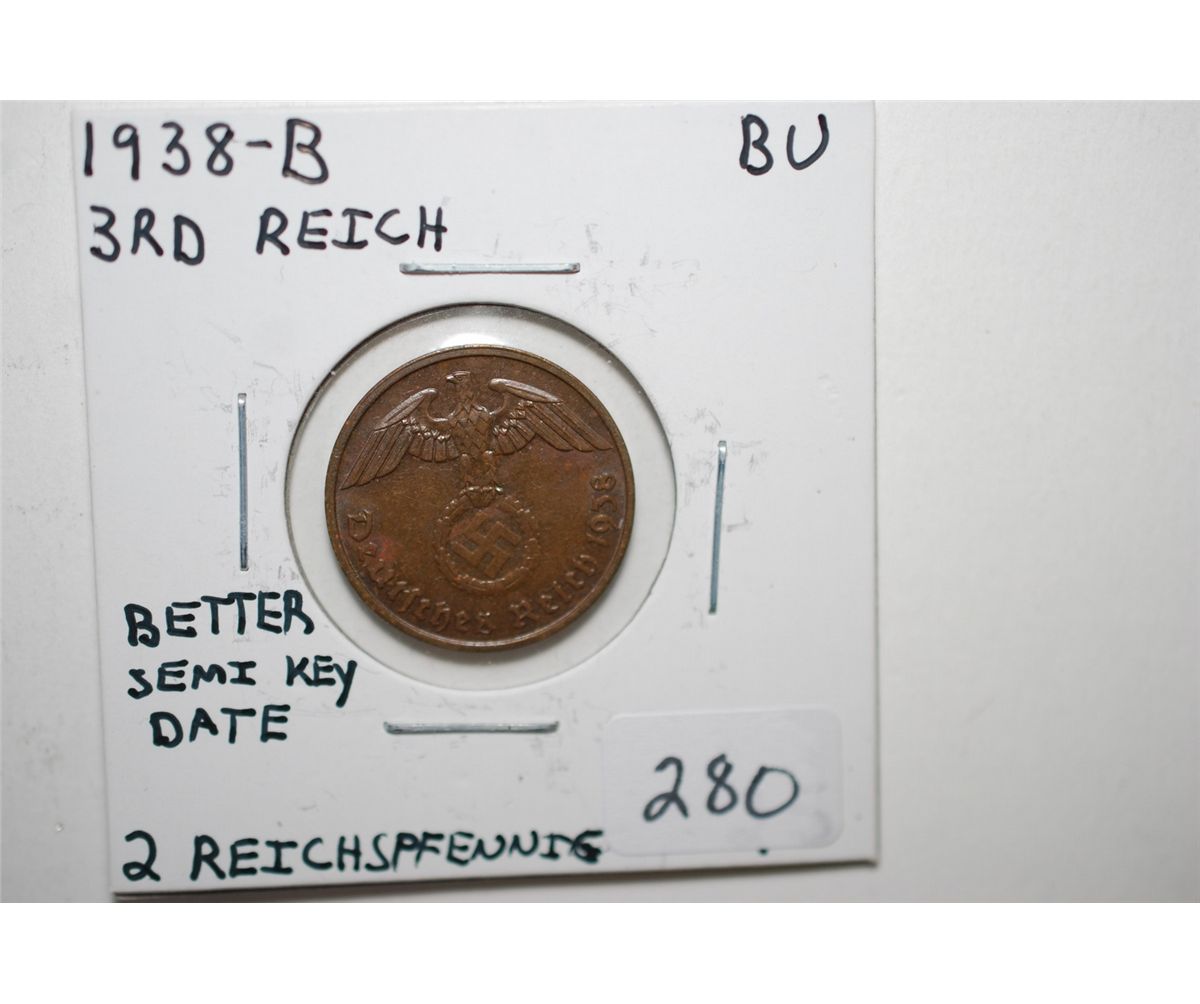 1938-B
BU
3RD REICH
Deutsches Reich 1938
BETTER
SEMI KEY
DATE
280
2 REICHSPFENNIG